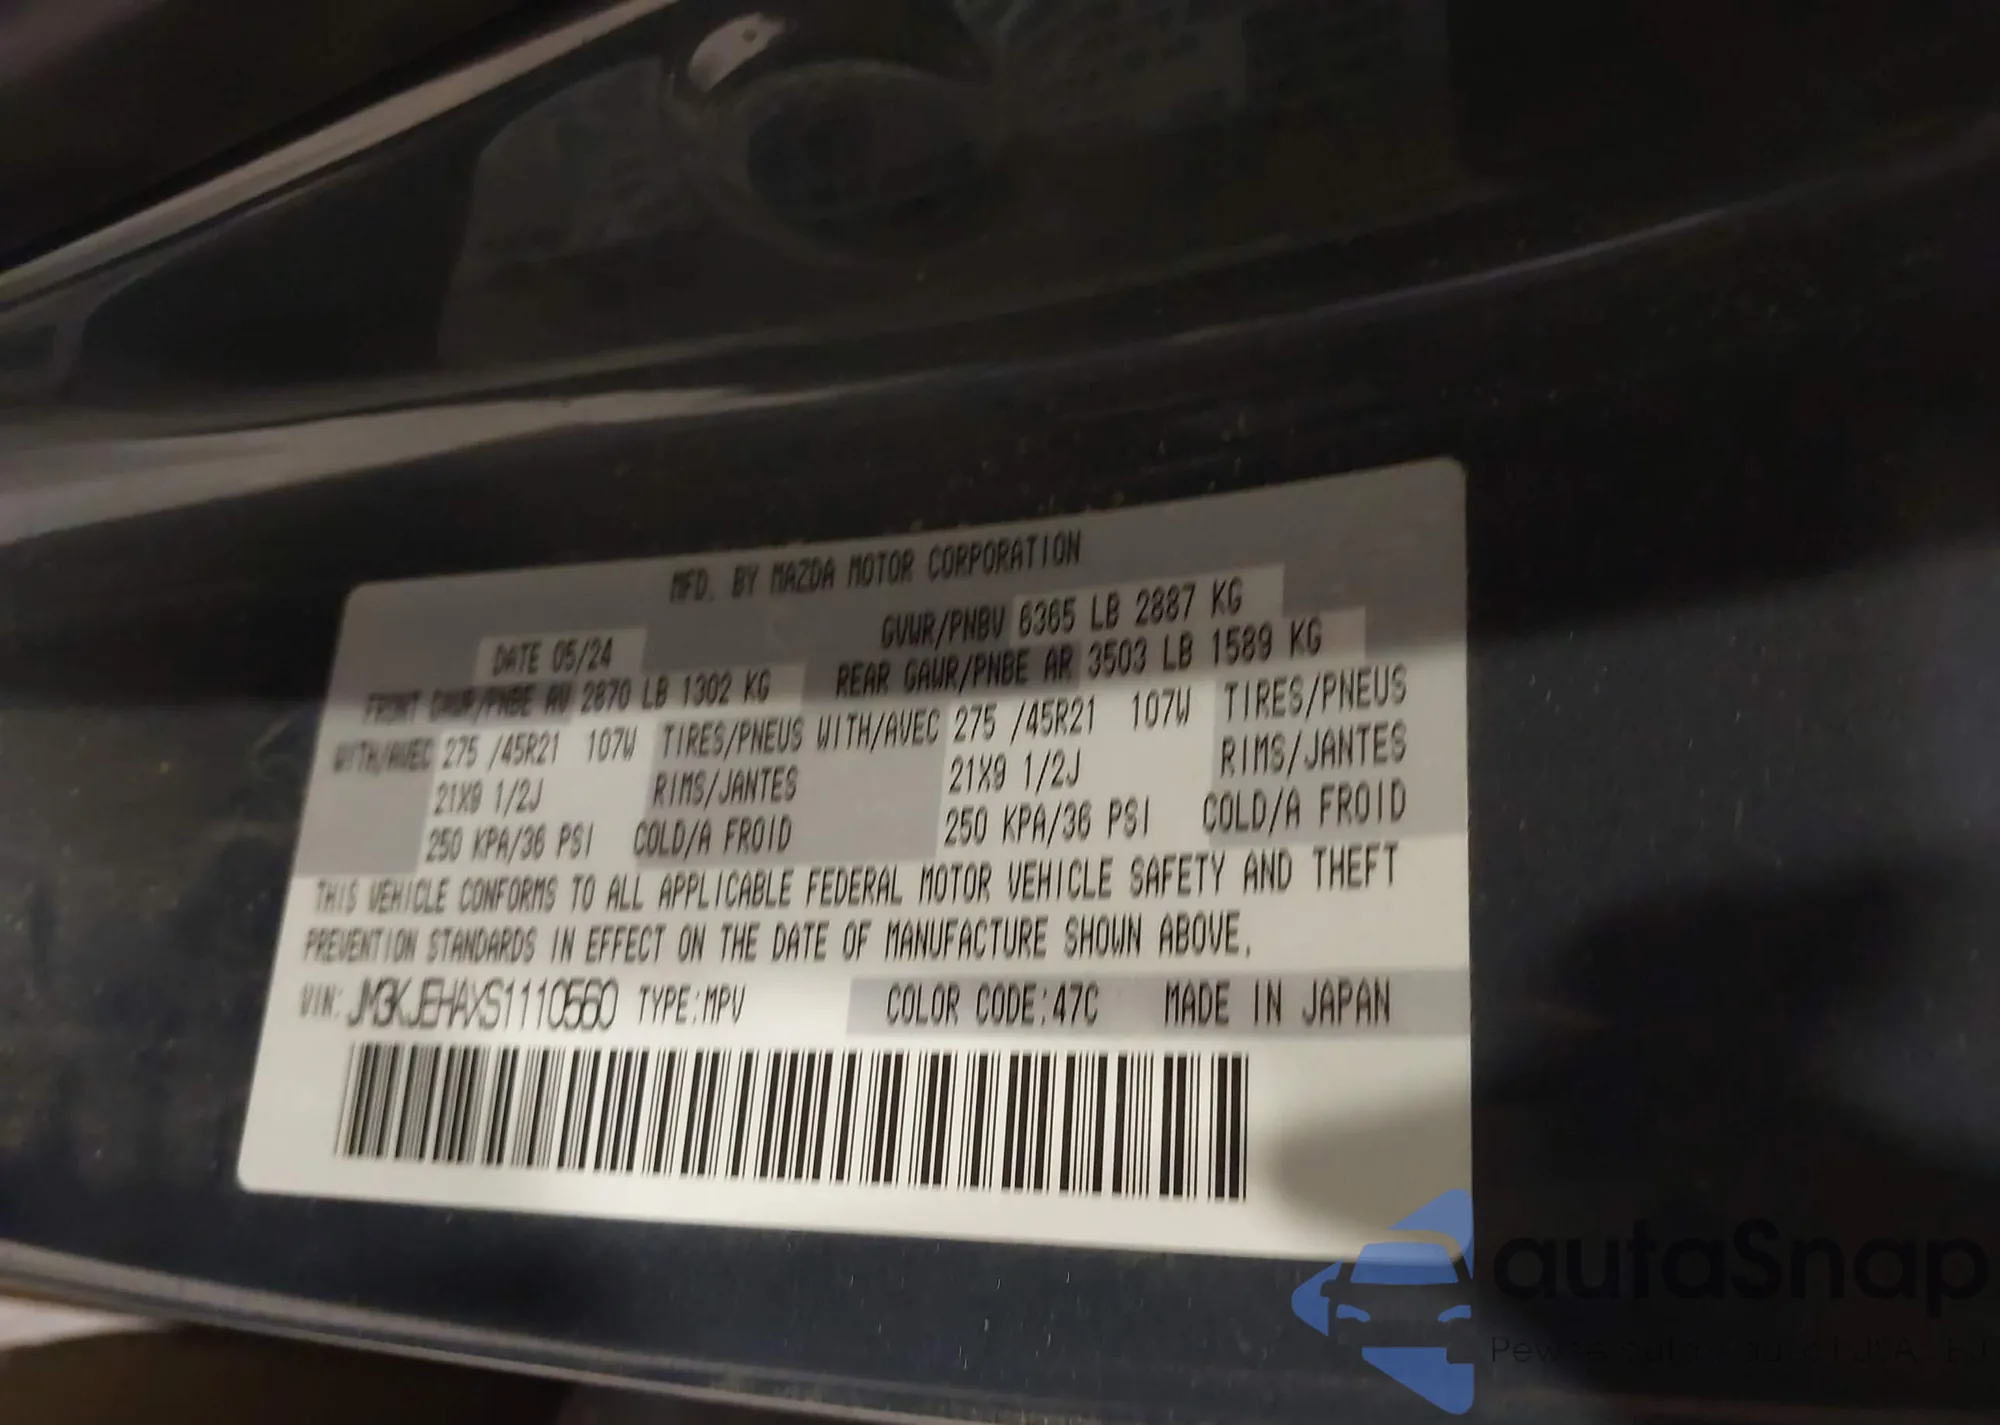 MFD. BY MAZDA MOTOR CORPORATION
DATE 05/24 GVWR/PNBV 6365 LB 2887 KG
FRONT GAWR/PNBE AV 2870 LB 1302 KG REAR GAWR/PNBE AR 3503 LB 1589 KG
WITH/AVEC 275 /45R21 107W TIRES/PNEUS WITH/AVEC 275 /45R21 107W TIRES/PNEUS
21X9 1/2J RIMS/JANTES 21X9 1/2J RIMS/JANTES
250 KPA/36 PSI COLD/A FROID 250 KPA/36 PSI COLD/A FROID
THIS VEHICLE CONFORMS TO ALL APPLICABLE FEDERAL MOTOR VEHICLE SAFETY AND THEFT
PREVENTION STANDARDS IN EFFECT ON THE DATE OF MANUFACTURE SHOWN ABOVE.
VIN: JM3KJEHAXS1110560 TYPE:MPV COLOR CODE:47C MADE IN JAPAN
autaSnap